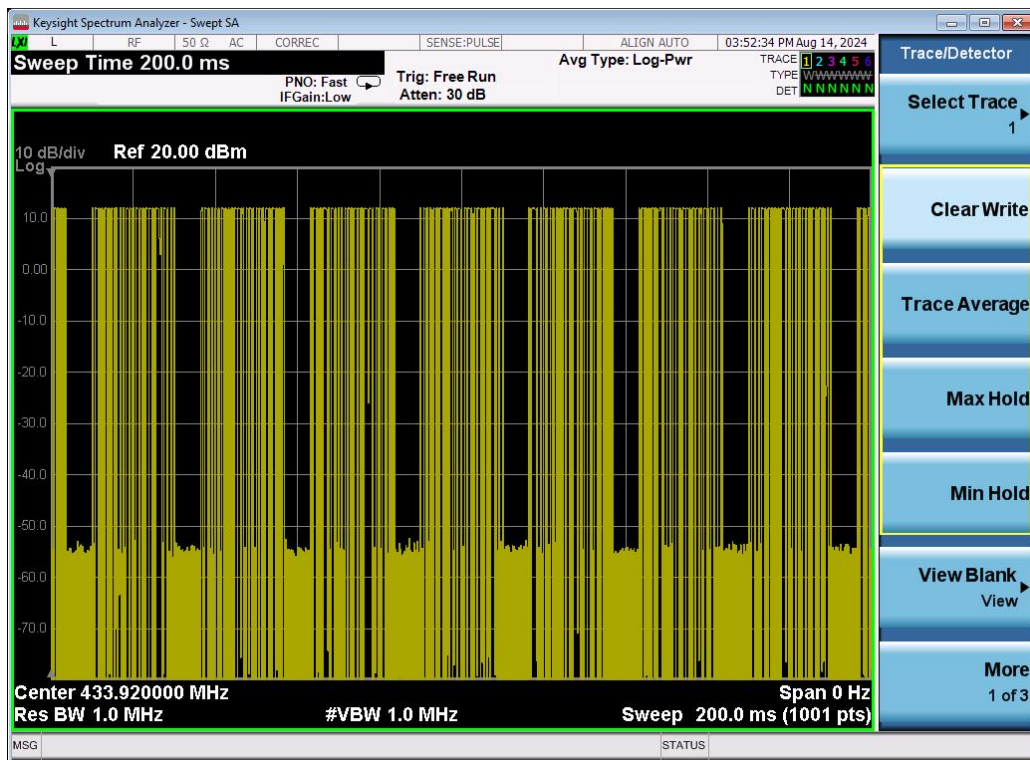 Keysight Spectrum Analyzer - Swept SA
LXI L RF 50 Ω AC CORREC SENSE:PULSE ALIGN AUTO 03:52:34 PM Aug 14, 2024
Sweep Time 200.0 ms
PNO: Fast
IFGain:Low
Trig: Free Run
Atten: 30 dB
Avg Type: Log-Pwr
TRACE 1 2 3 4 5 6
TYPE WWWWWW
DET N N N N N N
10 dB/div Ref 20.00 dBm
Log
10.0
0.00
-10.0
-20.0
-30.0
-40.0
-50.0
-60.0
-70.0
Center 433.920000 MHz Span 0 Hz
Res BW 1.0 MHz #VBW 1.0 MHz Sweep 200.0 ms (1001 pts)
MSG STATUS
Trace/Detector
Select Trace
1
Clear Write
Trace Average
Max Hold
Min Hold
View Blank
View
More
1 of 3